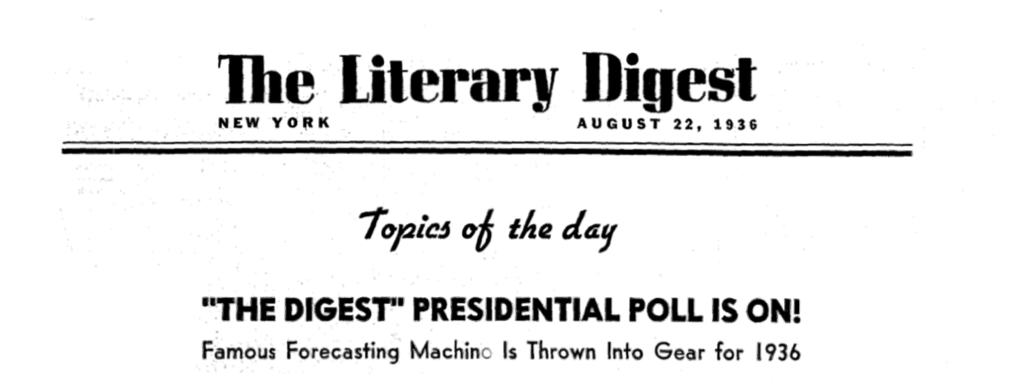 The Literary Digest
NEW YORK AUGUST 22, 1936
Topics of the day
"THE DIGEST" PRESIDENTIAL POLL IS ON!
Famous Forecasting Machine Is Thrown Into Gear for 1936